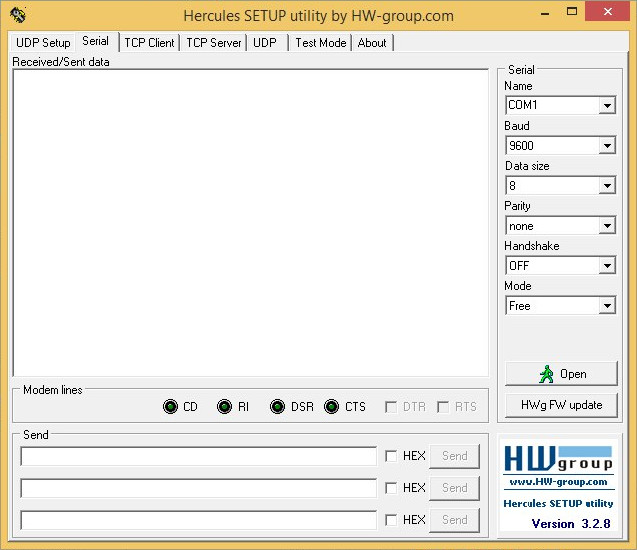 Hercules SETUP utility by HW-group.com
UDP Setup Serial TCP Client TCP Server UDP Test Mode About
Received/Sent data
Serial
Name
COM1
Baud
9600
Data size
8
Parity
none
Handshake
OFF
Mode
Free
Open
HWg FW update
Modem lines
CD RI DSR CTS DTR RTS
Send
HEX Send
HEX Send
HEX Send
HW group
www.HW-group.com
Hercules SETUP utility
Version 3.2.8